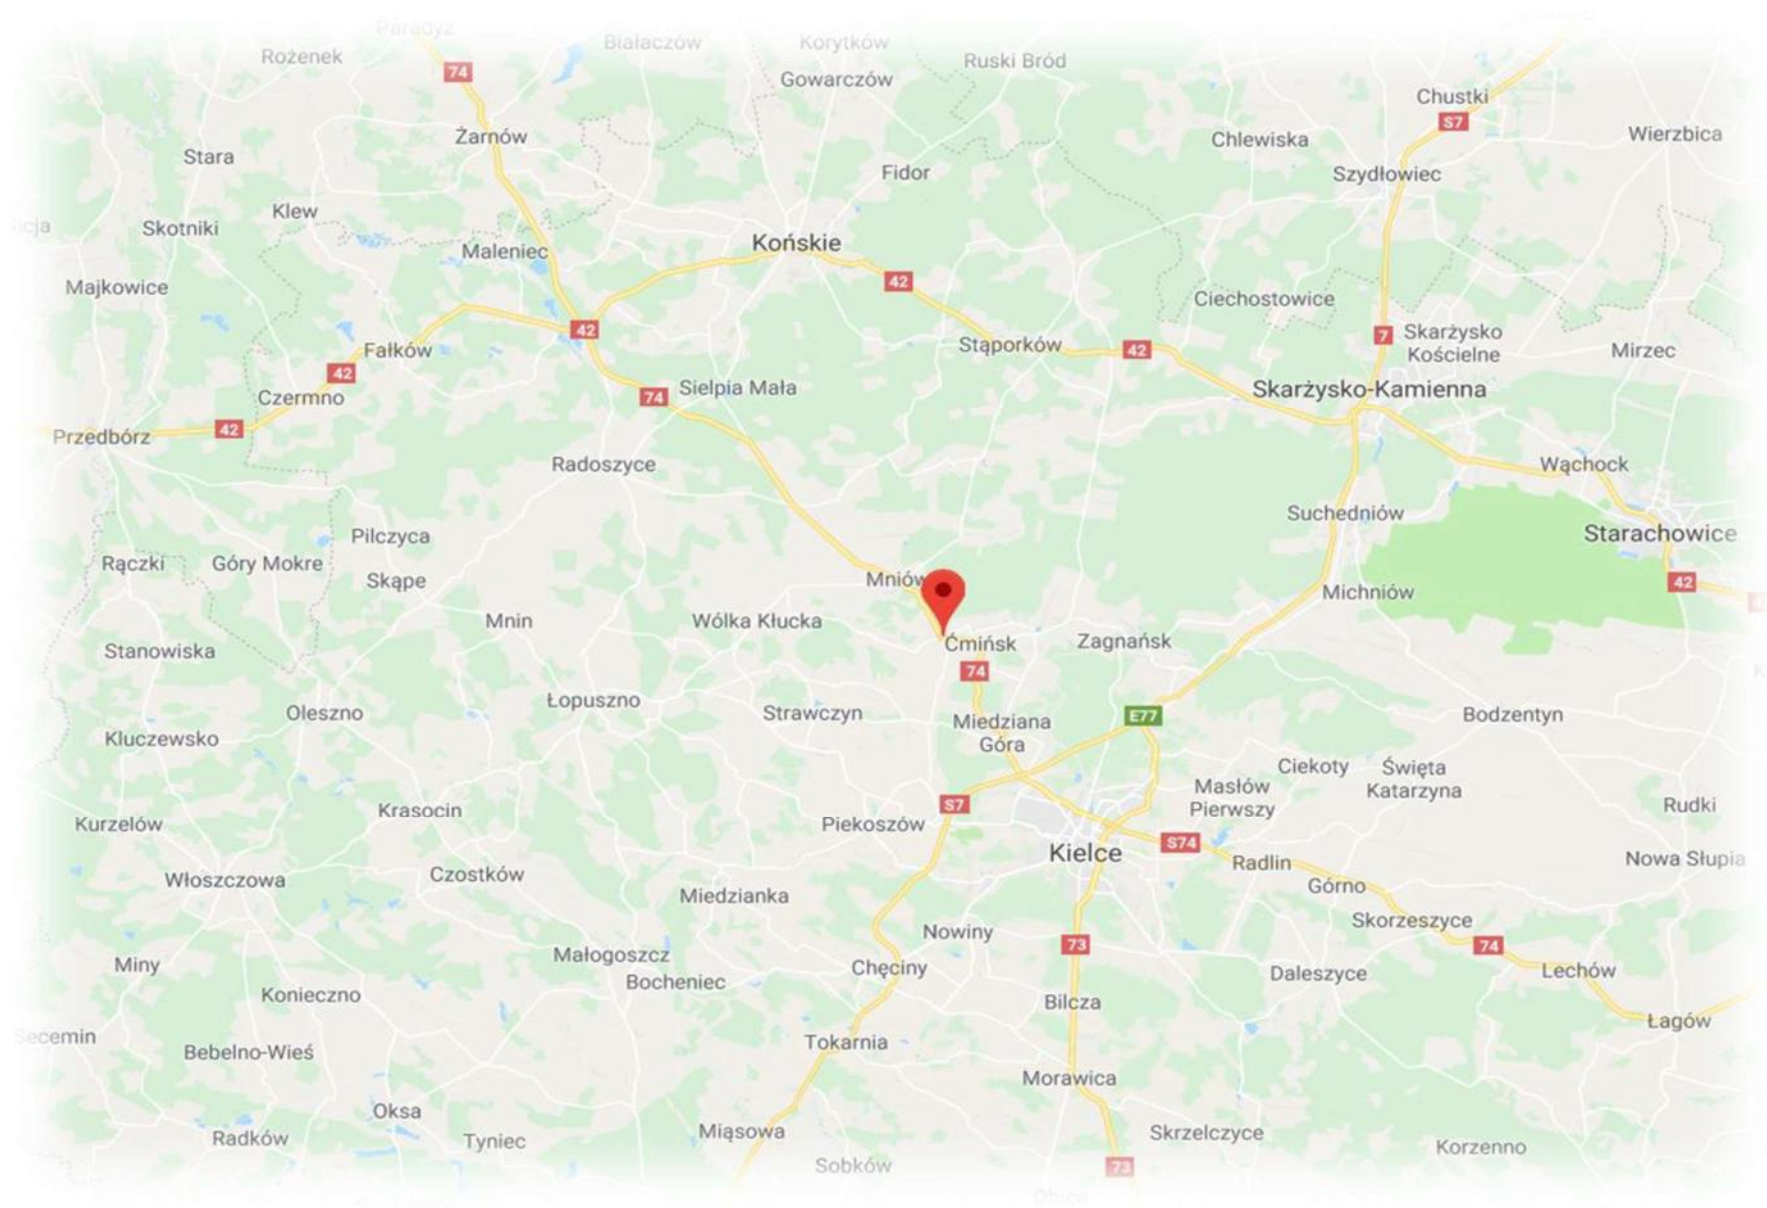 Paradyż
Białaczów
Korytków
Rożenek
Ruski Bród
74
Gowarczów
Chustki
S7
Żarnów
Chlewiska
Wierzbica
Stara
Fidor
Szydłowiec
Klew
icja
Skotniki
Końskie
Maleniec
42
Majkowice
Ciechostowice
42
7
Skarżysko
Kościelne
Fałków
Stąporków
42
Mirzec
42
Sielpia Mała
Skarżysko-Kamienna
Czermno
74
42
Przedbórz
Radoszyce
Wąchock
Suchedniów
Pilczyca
Starachowice
Rączki
Góry Mokre
Skąpe
Mniów
42
Michniów
Mnin
Wólka Kłucka
Ćmińsk
Zagnańsk
Stanowiska
74
Łopuszno
Oleszno
Strawczyn
Miedziana
Góra
E77
Bodzentyn
Kluczewsko
Ciekoty
Święta
Katarzyna
Masłów
Pierwszy
S7
Rudki
Krasocin
Kurzelów
Piekoszów
S74
Kielce
Radlin
Nowa Słupia
Włoszczowa
Czostków
Górno
Miedzianka
Skorzeszyce
Nowiny
73
74
Małogoszcz
Miny
Chęciny
Daleszyce
Lechów
Bocheniec
Konieczno
Bilcza
Łagów
Secemin
Tokarnia
Bebelno-Wieś
Morawica
Oksa
Radków
Tyniec
Miąsowa
Skrzelczyce
Korzenno
Sobków
73